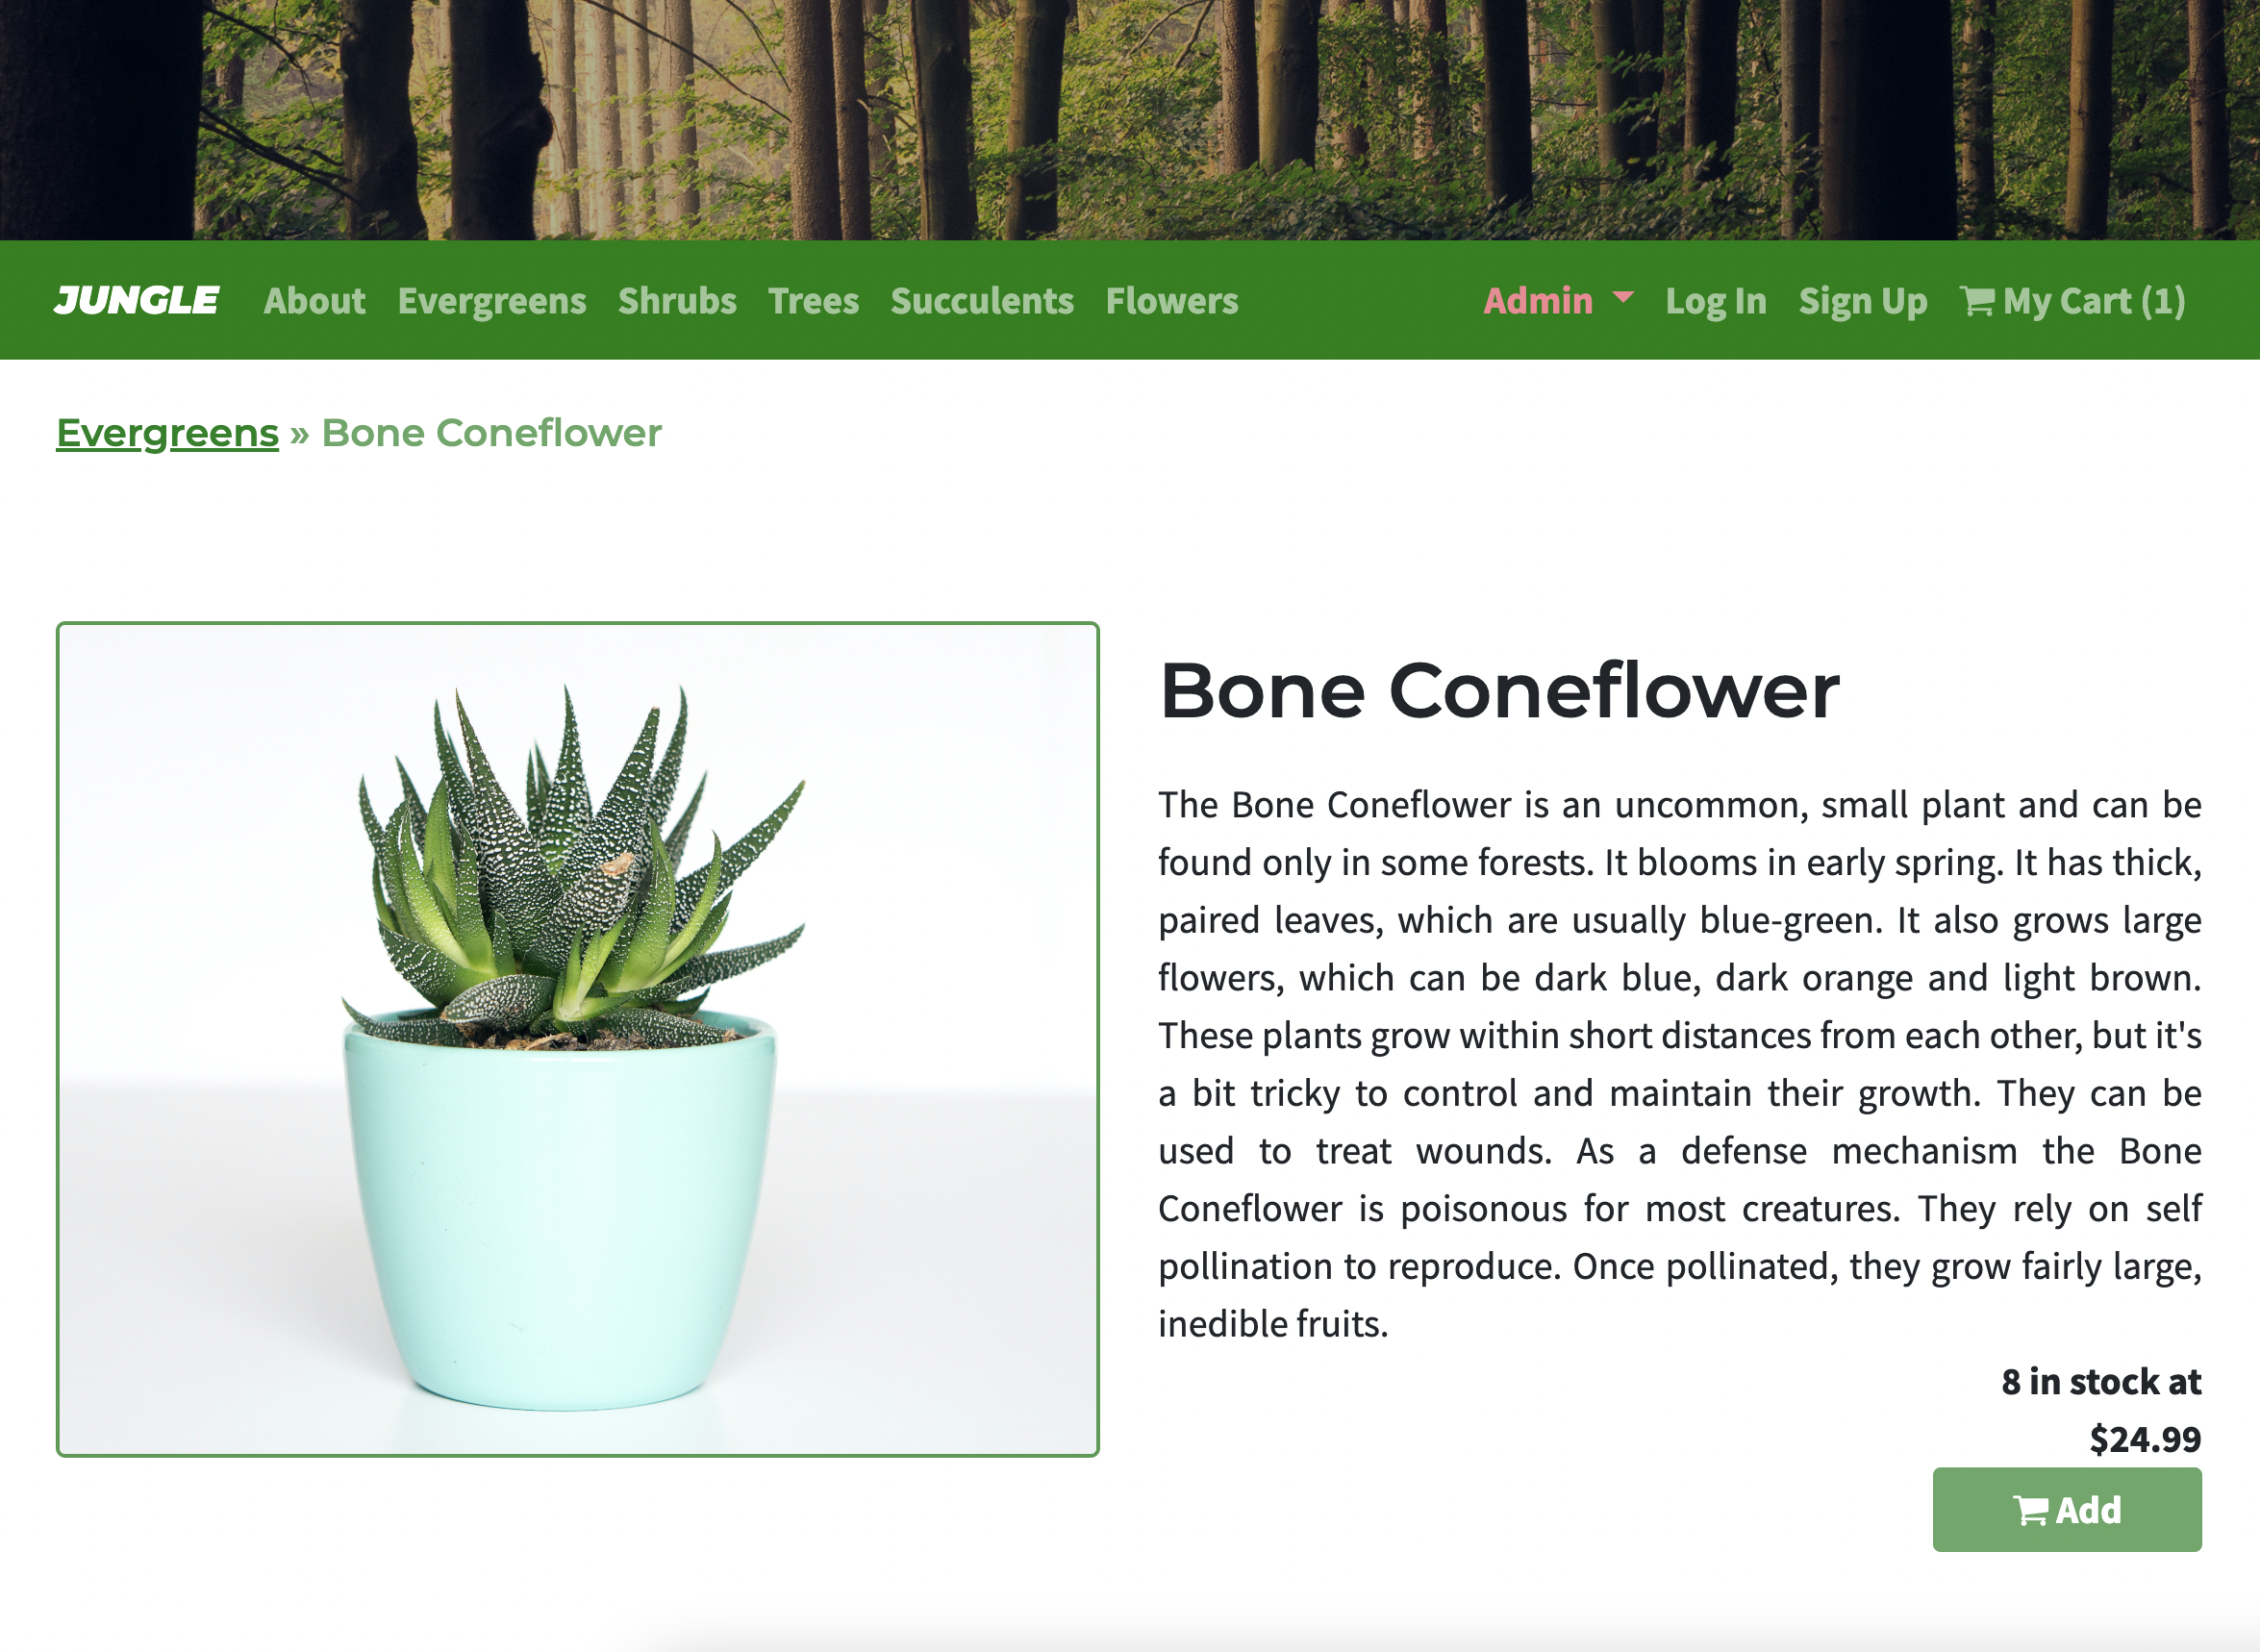 JUNGLE About Evergreens Shrubs Trees Succulents Flowers Admin Log In Sign Up My Cart (1)
Evergreens » Bone Coneflower
Bone Coneflower
The Bone Coneflower is an uncommon, small plant and can be
found only in some forests. It blooms in early spring. It has thick,
paired leaves, which are usually blue-green. It also grows large
flowers, which can be dark blue, dark orange and light brown.
These plants grow within short distances from each other, but it's
a bit tricky to control and maintain their growth. They can be
used to treat wounds. As a defense mechanism the Bone
Coneflower is poisonous for most creatures. They rely on self
pollination to reproduce. Once pollinated, they grow fairly large,
inedible fruits.
8 in stock at
$24.99
Add